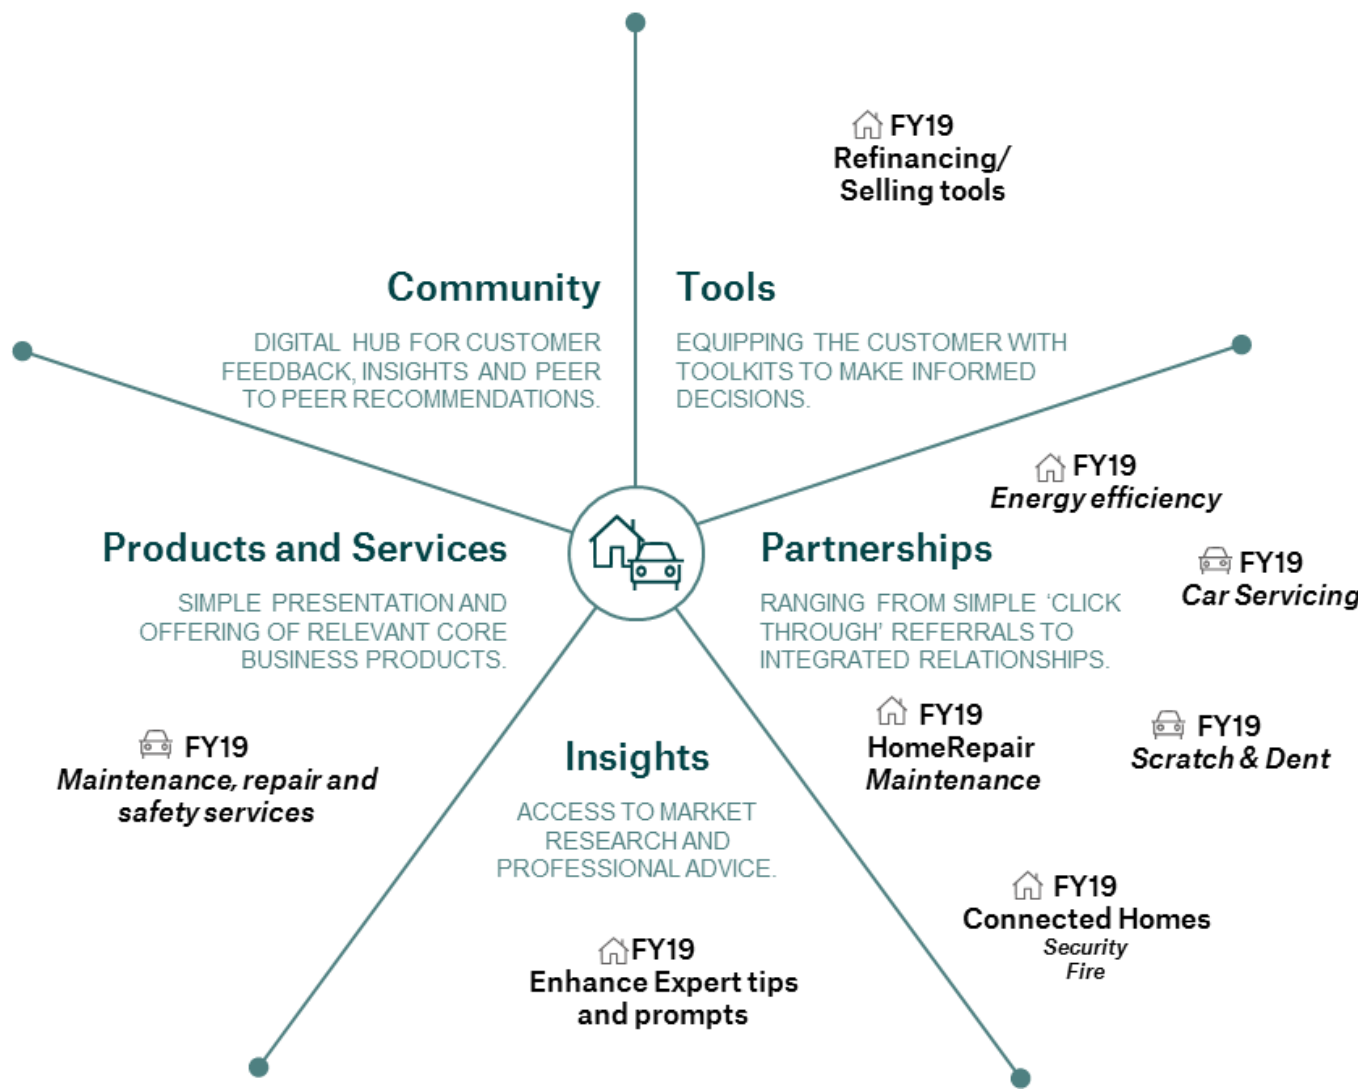 FY19
Refinancing/
Selling tools
Community
DIGITAL HUB FOR CUSTOMER
FEEDBACK, INSIGHTS AND PEER
TO PEER RECOMMENDATIONS.
Tools
EQUIPPING THE CUSTOMER WITH
TOOLKITS TO MAKE INFORMED
DECISIONS.
Products and Services
SIMPLE PRESENTATION AND
OFFERING OF RELEVANT CORE
BUSINESS PRODUCTS.
FY19
Maintenance, repair and
safety services
FY19
Energy efficiency
Partnerships
RANGING FROM SIMPLE ‘CLICK
THROUGH’ REFERRALS TO
INTEGRATED RELATIONSHIPS.
FY19
Car Servicing
FY19
HomeRepair
Maintenance
FY19
Scratch & Dent
FY19
Connected Homes
Security
Fire
Insights
ACCESS TO MARKET
RESEARCH AND
PROFESSIONAL ADVICE.
FY19
Enhance Expert tips
and prompts